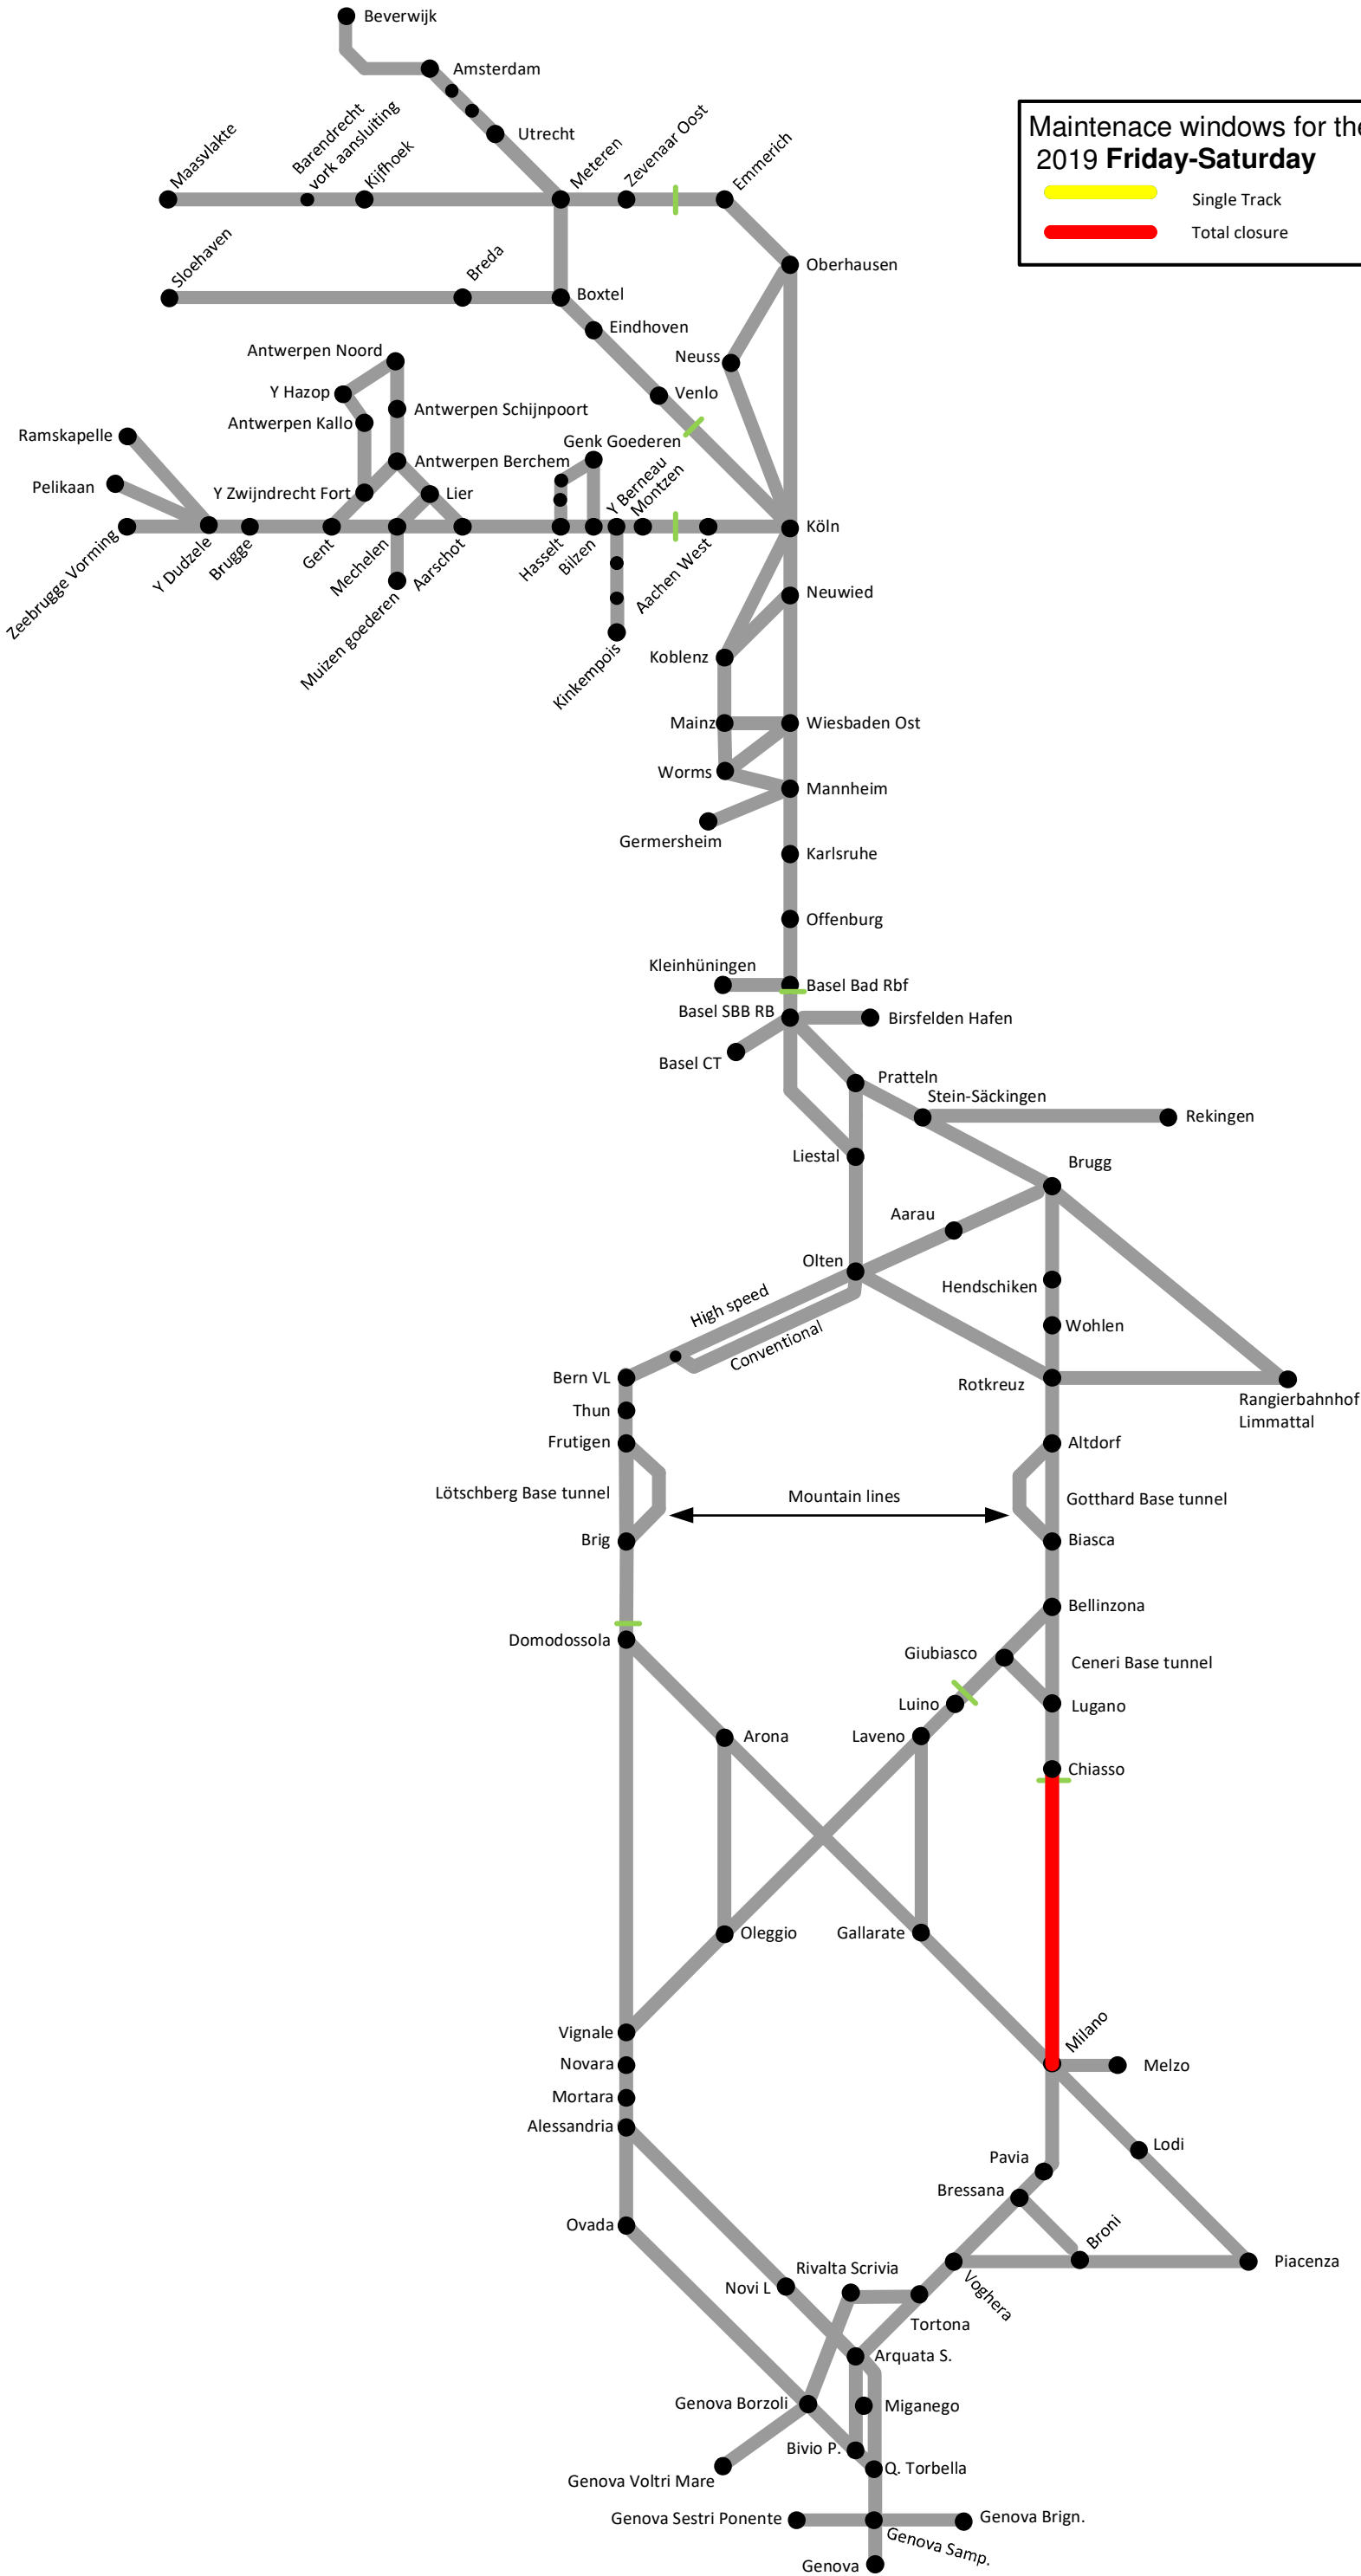 Beverwijk
Amsterdam
Utrecht
Maasvlakte
Barendrecht
vork aansluiting
Kijfhoek
Meteren
Zevenaar Oost
Emmerich
Maintenace windows for the
2019 Friday-Saturday
Single Track
Total closure
Sloehaven
Breda
Boxtel
Oberhausen
Eindhoven
Antwerpen Noord
Neuss
Y Hazop
Venlo
Antwerpen Schijnpoort
Antwerpen Kallo
Ramskapelle
Genk Goederen
Antwerpen Berchem
Pelikaan
Y Zwijndrecht Fort
Lier
Y Berneau
Montzen
Köln
Zeebrugge Vorming
Y Dudzele
Brugge
Gent
Mechelen
Aarschot
Hasselt
Bilzen
Aachen West
Neuwied
Muizen goederen
Kinkempois
Koblenz
Mainz
Wiesbaden Ost
Worms
Mannheim
Germersheim
Karlsruhe
Offenburg
Kleinhüningen
Basel Bad Rbf
Basel SBB RB
Birsfelden Hafen
Basel CT
Pratteln
Stein-Säckingen
Rekingen
Liestal
Brugg
Aarau
Olten
Hendschiken
High speed
Conventional
Wohlen
Bern VL
Rotkreuz
Rangierbahnhof
Limmattal
Thun
Frutigen
Altdorf
Lötschberg Base tunnel
Mountain lines
Gotthard Base tunnel
Brig
Biasca
Bellinzona
Domodossola
Giubiasco
Ceneri Base tunnel
Luino
Lugano
Arona
Laveno
Chiasso
Oleggio
Gallarate
Vignale
Milano
Novara
Melzo
Mortara
Alessandria
Lodi
Pavia
Bressana
Ovada
Broni
Rivalta Scrivia
Piacenza
Novi L
Voghera
Tortona
Arquata S.
Genova Borzoli
Miganego
Bivio P.
Q. Torbella
Genova Voltri Mare
Genova Sestri Ponente
Genova Brign.
Genova Samp.
Genova